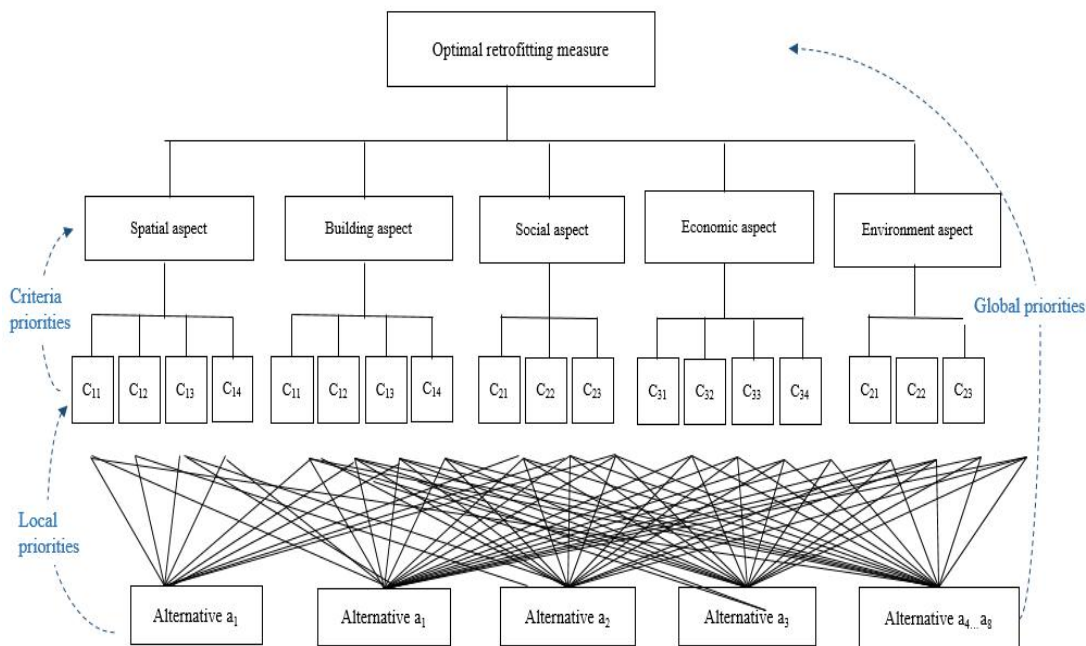 Optimal retrofitting measure
Spatial aspect
Building aspect
Social aspect
Economic aspect
Environment aspect
Criteria
priorities
Global priorities
C₁₁ C₁₂ C₁₃ C₁₄ C₁₁ C₁₂ C₁₃ C₁₄ C₂₁ C₂₂ C₂₃ C₃₁ C₃₂ C₃₃ C₃₄ C₂₁ C₂₂ C₂₃
Local
priorities
Alternative a₁
Alternative a₁
Alternative a₂
Alternative a₃
Alternative a₄...a₈